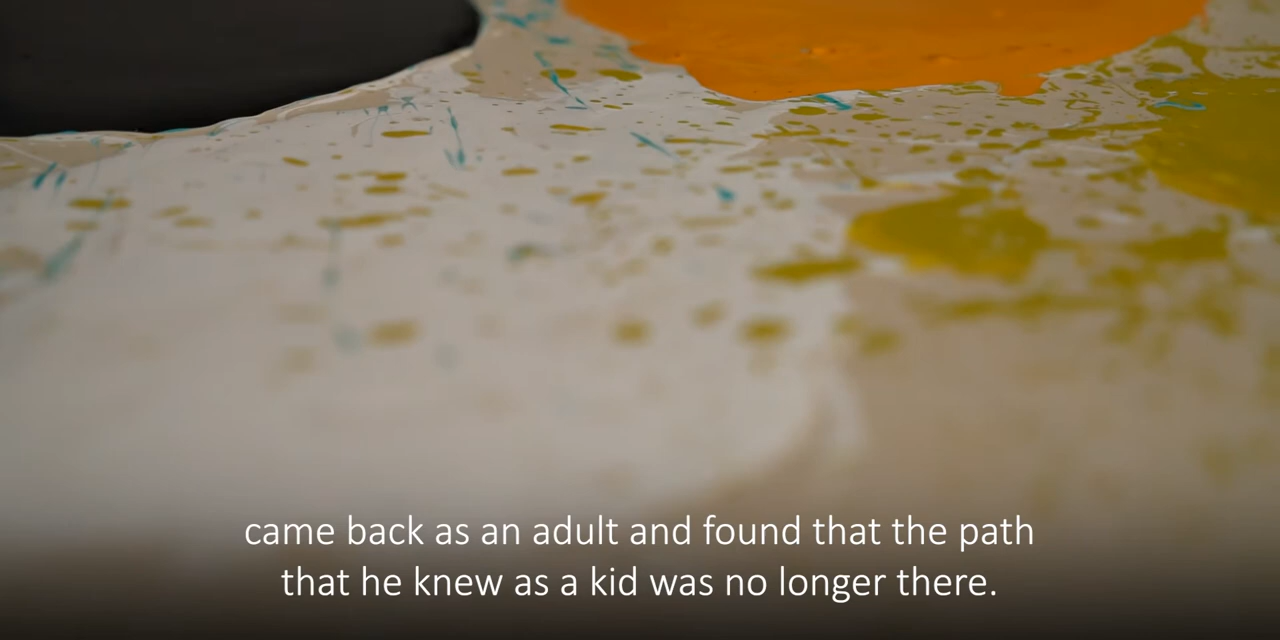 came back as an adult and found that the path
that he knew as a kid was no longer there.